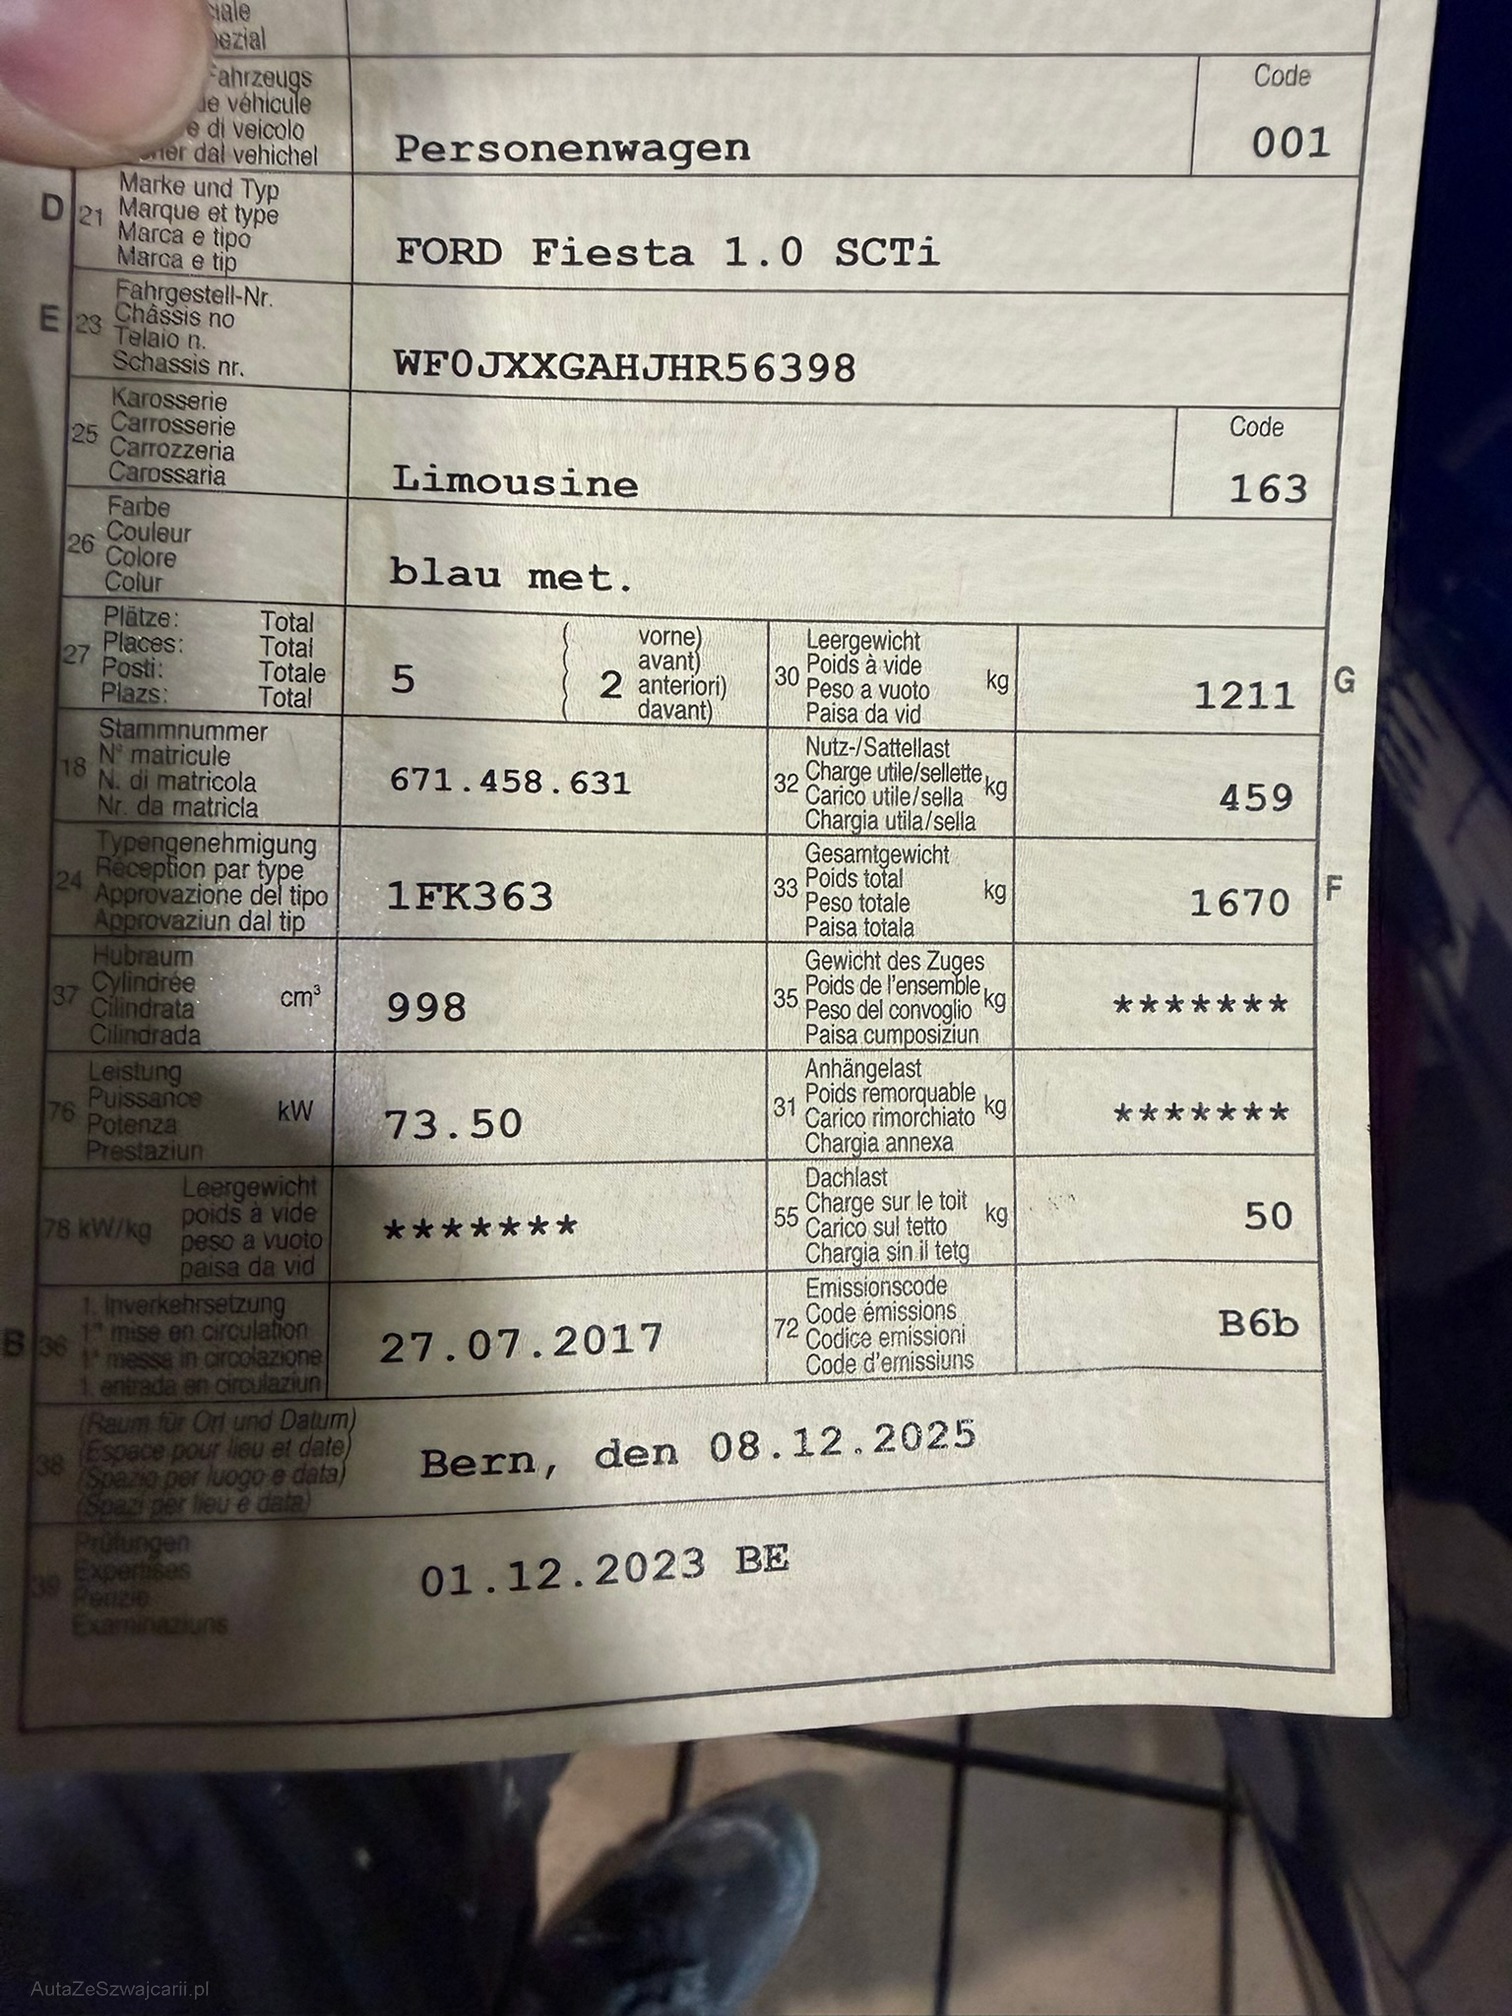 ezial
Code
Fahrzeugs
de véhicule
e di veicolo
dal vehichel
Personenwagen
001
D
21
Marke und Typ
Marque et type
Marca e tipo
Marca e tip
FORD Fiesta 1.0 SCTi
E
23
Fahrgestell-Nr.
Châssis no
Telaio n.
Schassis nr.
WF0JXXGAHJHR56398
25
Karosserie
Carrosserie
Carrozzeria
Carossaria
Limousine
Code
163
26
Farbe
Couleur
Colore
Colur
blau met.
27
Plätze: Total
Places: Total
Posti: Totale
Plazs: Total
5
2
vorne)
avant)
anteriori)
davant)
30
Leergewicht
Poids à vide
Peso a vuoto
Paisa da vid
kg
1211
G
18
Stammnummer
N° matricule
N. di matricola
Nr. da matricla
671.458.631
32
Nutz-/Sattellast
Charge utile/sellette
Carico utile/sella
Chargia utila/sella
kg
459
24
Typengenehmigung
Réception par type
Approvazione del tipo
Approvaziun dal tip
1FK363
33
Gesamtgewicht
Poids total
Peso totale
Paisa totala
kg
1670
F
37
Hubraum
Cylindrée
Cilindrata
Cilindrada
cm³
998
35
Gewicht des Zuges
Poids de l'ensemble
Peso del convoglio
Paisa cumposiziun
kg
*******
76
Leistung
Puissance
Potenza
Prestaziun
kW
73.50
31
Anhängelast
Poids remorquable
Carico rimorchiato
Chargia annexa
kg
*******
78 kW/kg
Leergewicht
poids à vide
peso a vuoto
paisa da vid
*******
55
Dachlast
Charge sur le toit
Carico sul tetto
Chargia sin il tetg
kg
50
B
36
1. Inverkehrsetzung
1re mise en circulation
1a messa in circolazione
1. entrada en circulaziun
27.07.2017
72
Emissionscode
Code émissions
Codice emissioni
Code d'emissiuns
B6b
38
(Raum für Ort und Datum)
(Espace pour lieu et date)
(Spazio per luogo e data)
(Spazi per lieu e data)
Bern, den 08.12.2025
39
Prüfungen
Expertises
Perizie
Examinaziuns
01.12.2023 BE
AutaZeSzwajcarii.pl